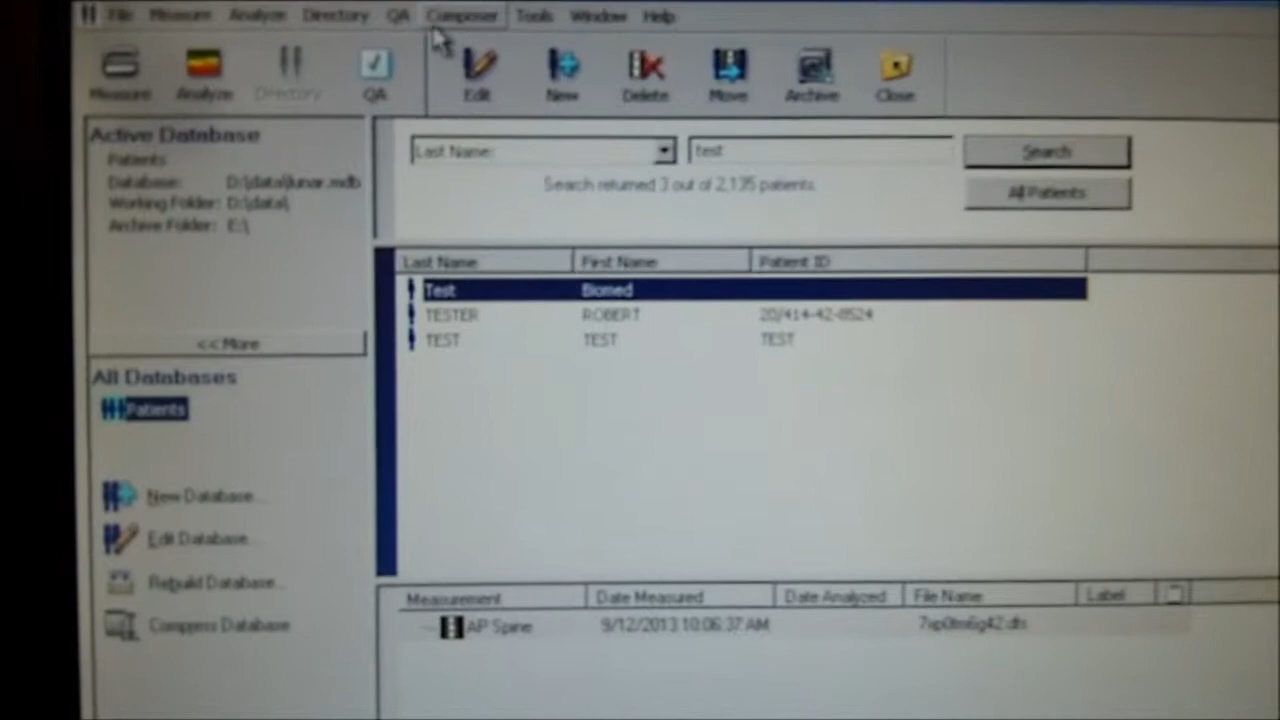 File Measure Analyze Directory QA Composer Tools Window Help
Measure Analyze Directory QA Edit New Delete Move Archive Close
Active Database
Patients
Database: D:\data\lunar.mdb
Working Folder: D:\data\
Archive Folder: E:\
<< More
All Databases
Patients
New Database...
Edit Database...
Rebuild Database...
Compress Database
Last Name: test Search
Search returned 3 out of 2,135 patients.
All Patients
Last Name First Name Patient ID
Test Biomed
TESTER ROBERT 20/414-42-8524
TEST TEST TEST
Measurement Date Measured Date Analyzed File Name Label
AP Spine 9/12/2013 10:06:37 AM